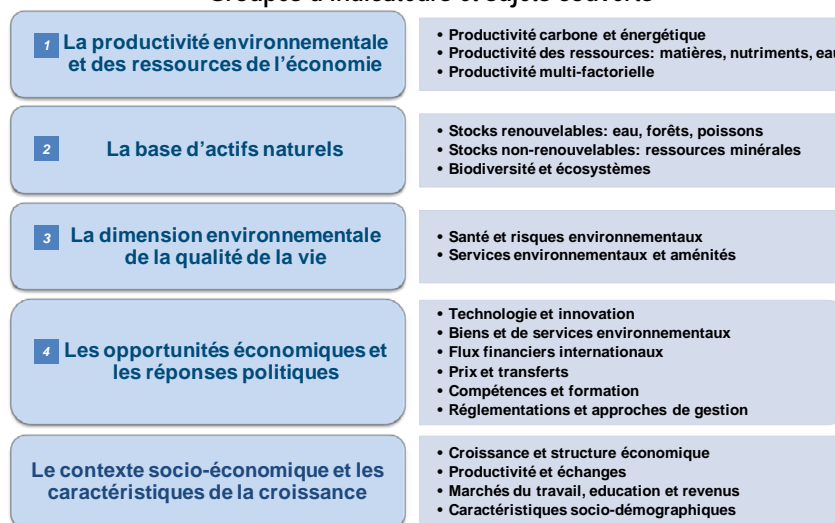 Groupes d'indicateurs et sujets couverts
1 La productivité environnementale
et des ressources de l'économie
• Productivité carbone et énergétique
• Productivité des ressources: matières, nutriments, eau
• Productivité multi-factorielle
2 La base d'actifs naturels
• Stocks renouvelables: eau, forêts, poissons
• Stocks non-renouvelables: ressources minérales
• Biodiversité et écosystèmes
3 La dimension environnementale
de la qualité de la vie
• Santé et risques environnementaux
• Services environnementaux et aménités
4 Les opportunités économiques et
les réponses politiques
• Technologie et innovation
• Biens et de services environnementaux
• Flux financiers internationaux
• Prix et transferts
• Compétences et formation
• Réglementations et approches de gestion
Le contexte socio-économique et les
caractéristiques de la croissance
• Croissance et structure économique
• Productivité et échanges
• Marchés du travail, education et revenus
• Caractéristiques socio-démographiques